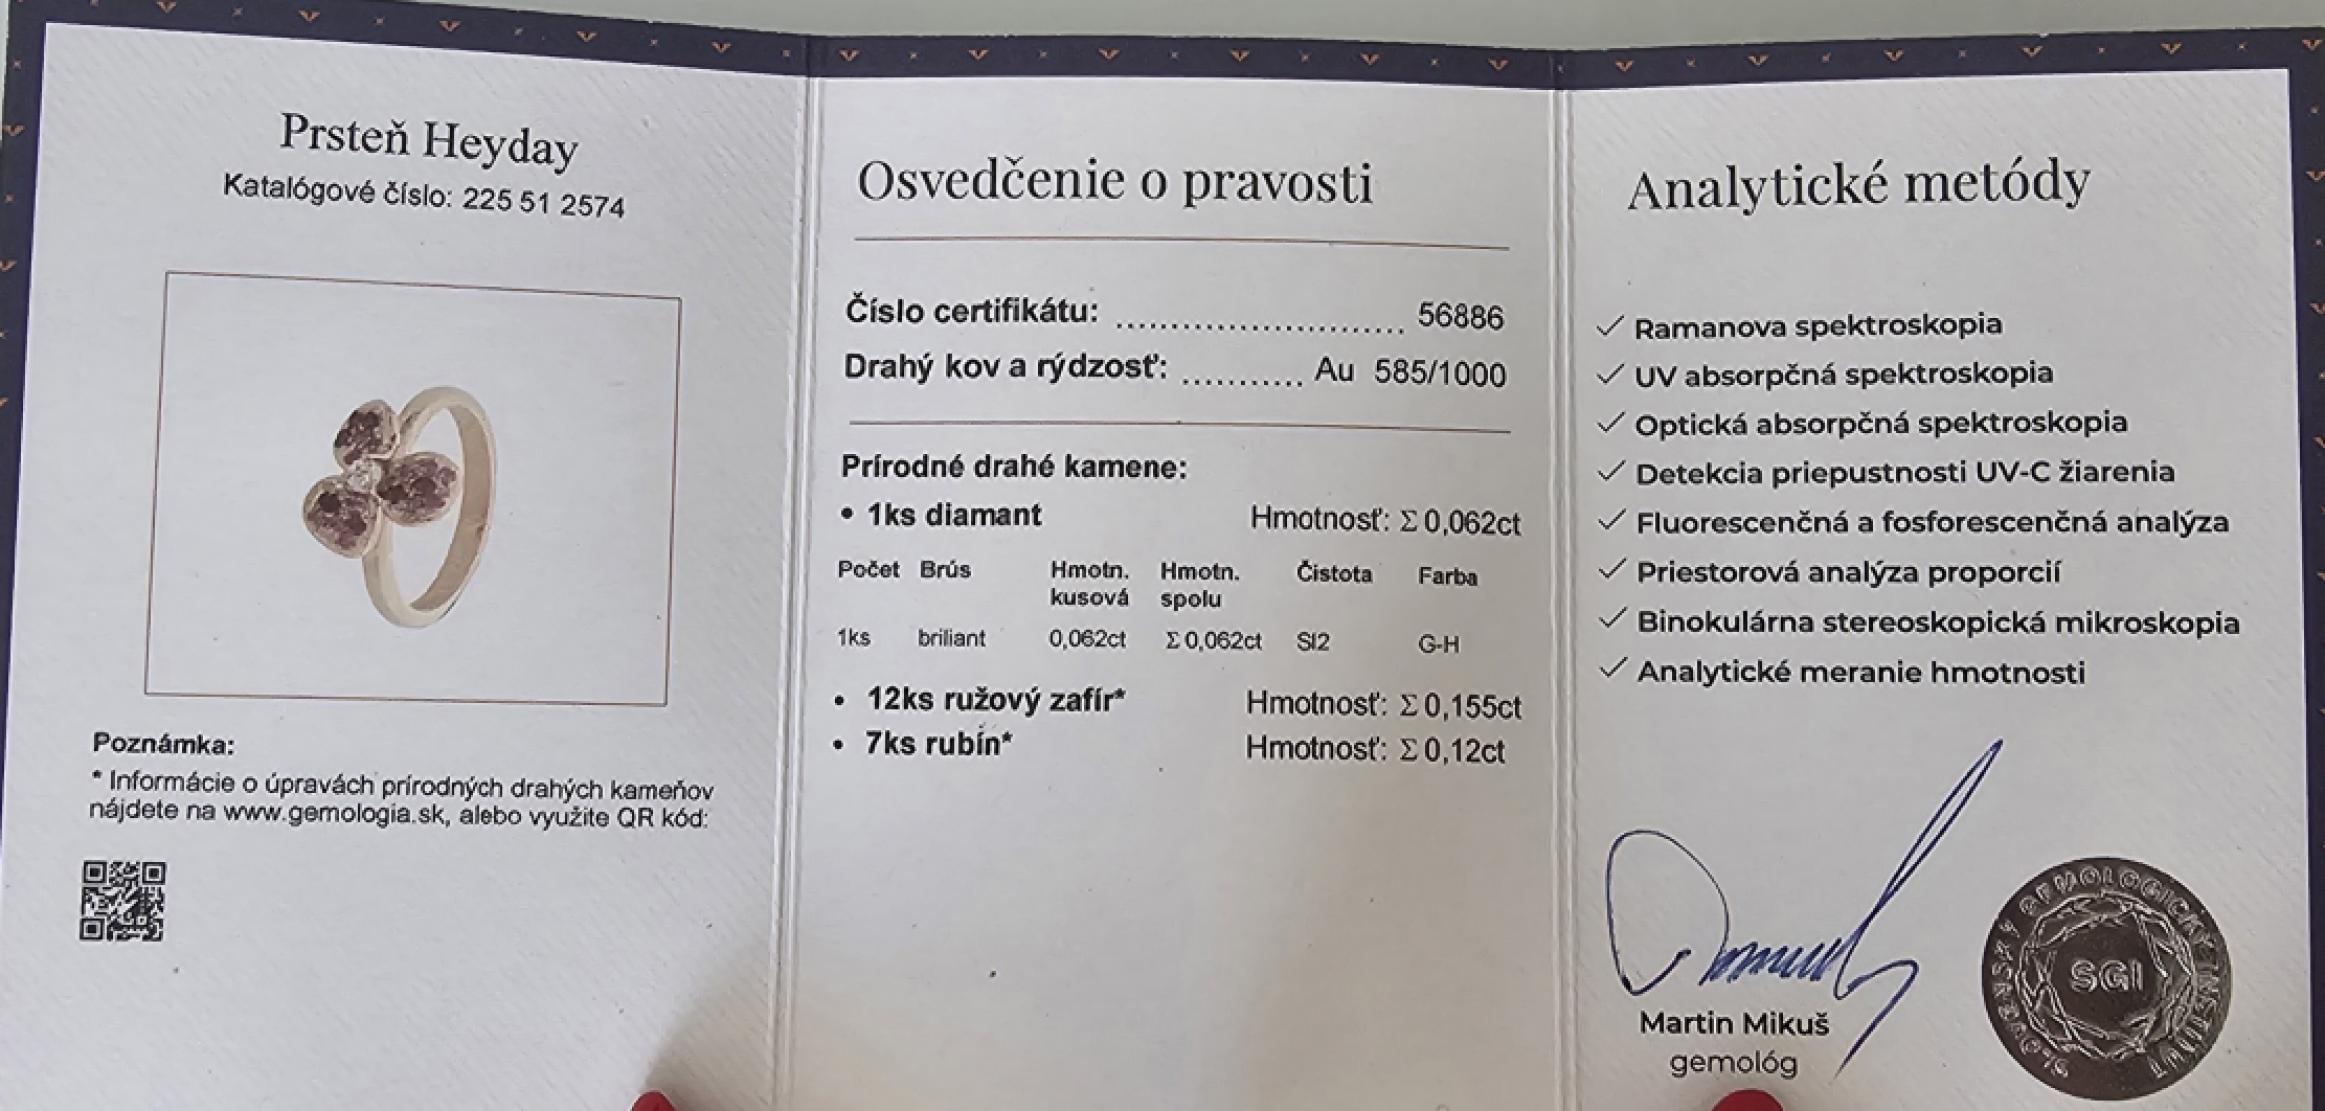 Prsteň Heyday
Katalógové číslo: 225 51 2574
Poznámka:
* Informácie o úpravách prírodných drahých kameňov
nájdete na www.gemologia.sk, alebo využite QR kód:
Osvedčenie o pravosti
Číslo certifikátu: .......................... 56886
Drahý kov a rýdzosť: ........... Au 585/1000
Prírodné drahé kamene:
• 1ks diamant Hmotnosť: Σ 0,062ct
Počet Brús Hmotn. Hmotn. Čistota Farba
kusová spolu
1ks briliant 0,062ct Σ 0,062ct SI2 G-H
• 12ks ružový zafír* Hmotnosť: Σ 0,155ct
• 7ks rubín* Hmotnosť: Σ 0,12ct
Analytické metódy
✓ Ramanova spektroskopia
✓ UV absorpčná spektroskopia
✓ Optická absorpčná spektroskopia
✓ Detekcia priepustnosti UV-C žiarenia
✓ Fluorescenčná a fosforescenčná analýza
✓ Priestorová analýza proporcií
✓ Binokulárna stereoskopická mikroskopia
✓ Analytické meranie hmotnosti
Martin Mikuš
gemológ
SLOVENSKÝ GEMOLOGICKÝ INŠTITÚT
SGI